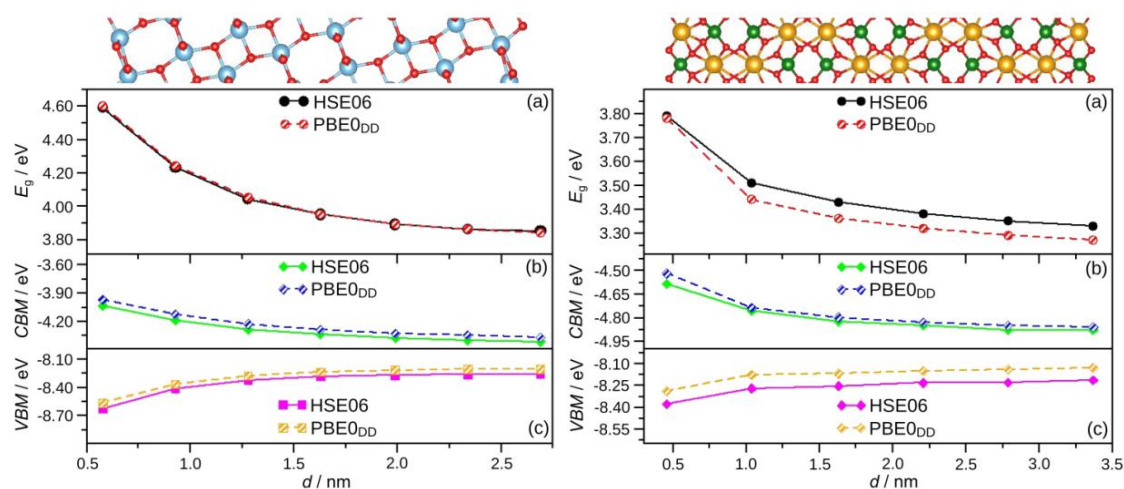 HSE06
PBE0DD
(a)
4.60
4.40
4.20
4.00
3.80
Eg / eV
HSE06
PBE0DD
(b)
-3.60
-3.90
-4.20
CBM / eV
-8.10
-8.40
-8.70
VBM / eV
HSE06
PBE0DD
(c)
0.5 1.0 1.5 2.0 2.5
d / nm
HSE06
PBE0DD
(a)
3.80
3.70
3.60
3.50
3.40
3.30
Eg / eV
HSE06
PBE0DD
(b)
-4.50
-4.65
-4.80
-4.95
CBM / eV
-8.10
-8.25
-8.40
-8.55
VBM / eV
HSE06
PBE0DD
(c)
0.5 1.0 1.5 2.0 2.5 3.0 3.5
d / nm